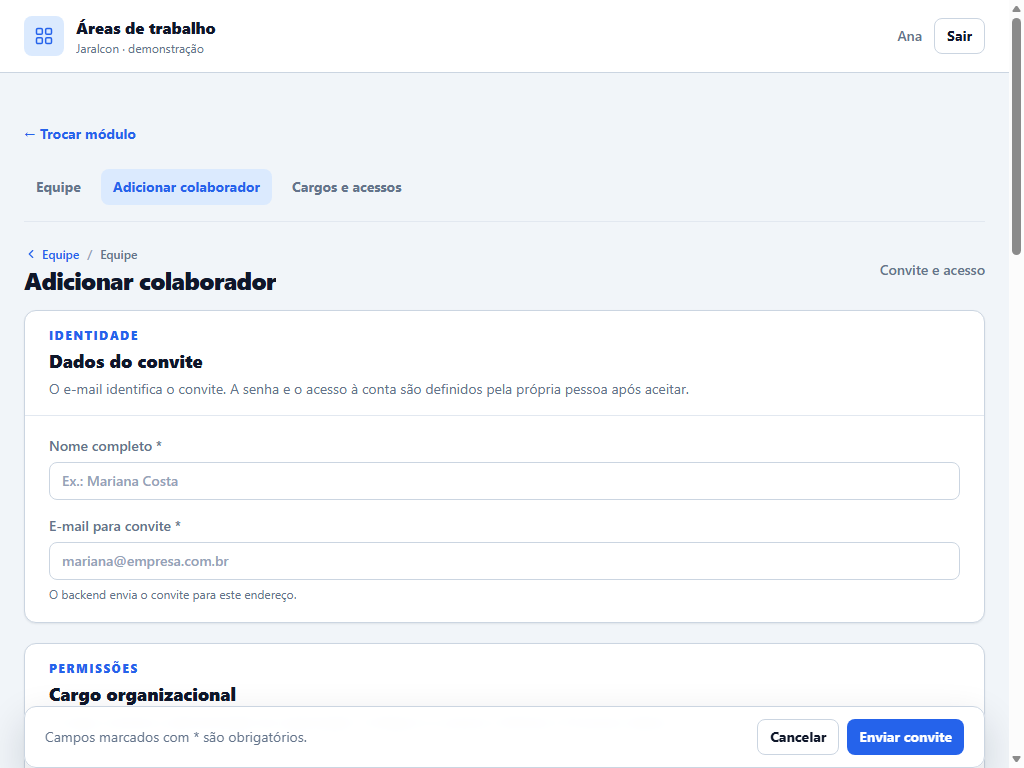 Áreas de trabalho
Jaralcon · demonstração
Ana
Sair
← Trocar módulo
Equipe
Adicionar colaborador
Cargos e acessos
Equipe / Equipe
Adicionar colaborador
Convite e acesso
IDENTIDADE
Dados do convite
O e-mail identifica o convite. A senha e o acesso à conta são definidos pela própria pessoa após aceitar.
Nome completo *
Ex.: Mariana Costa
E-mail para convite *
mariana@empresa.com.br
O backend envia o convite para este endereço.
PERMISSÕES
Cargo organizacional
Campos marcados com * são obrigatórios.
Cancelar
Enviar convite